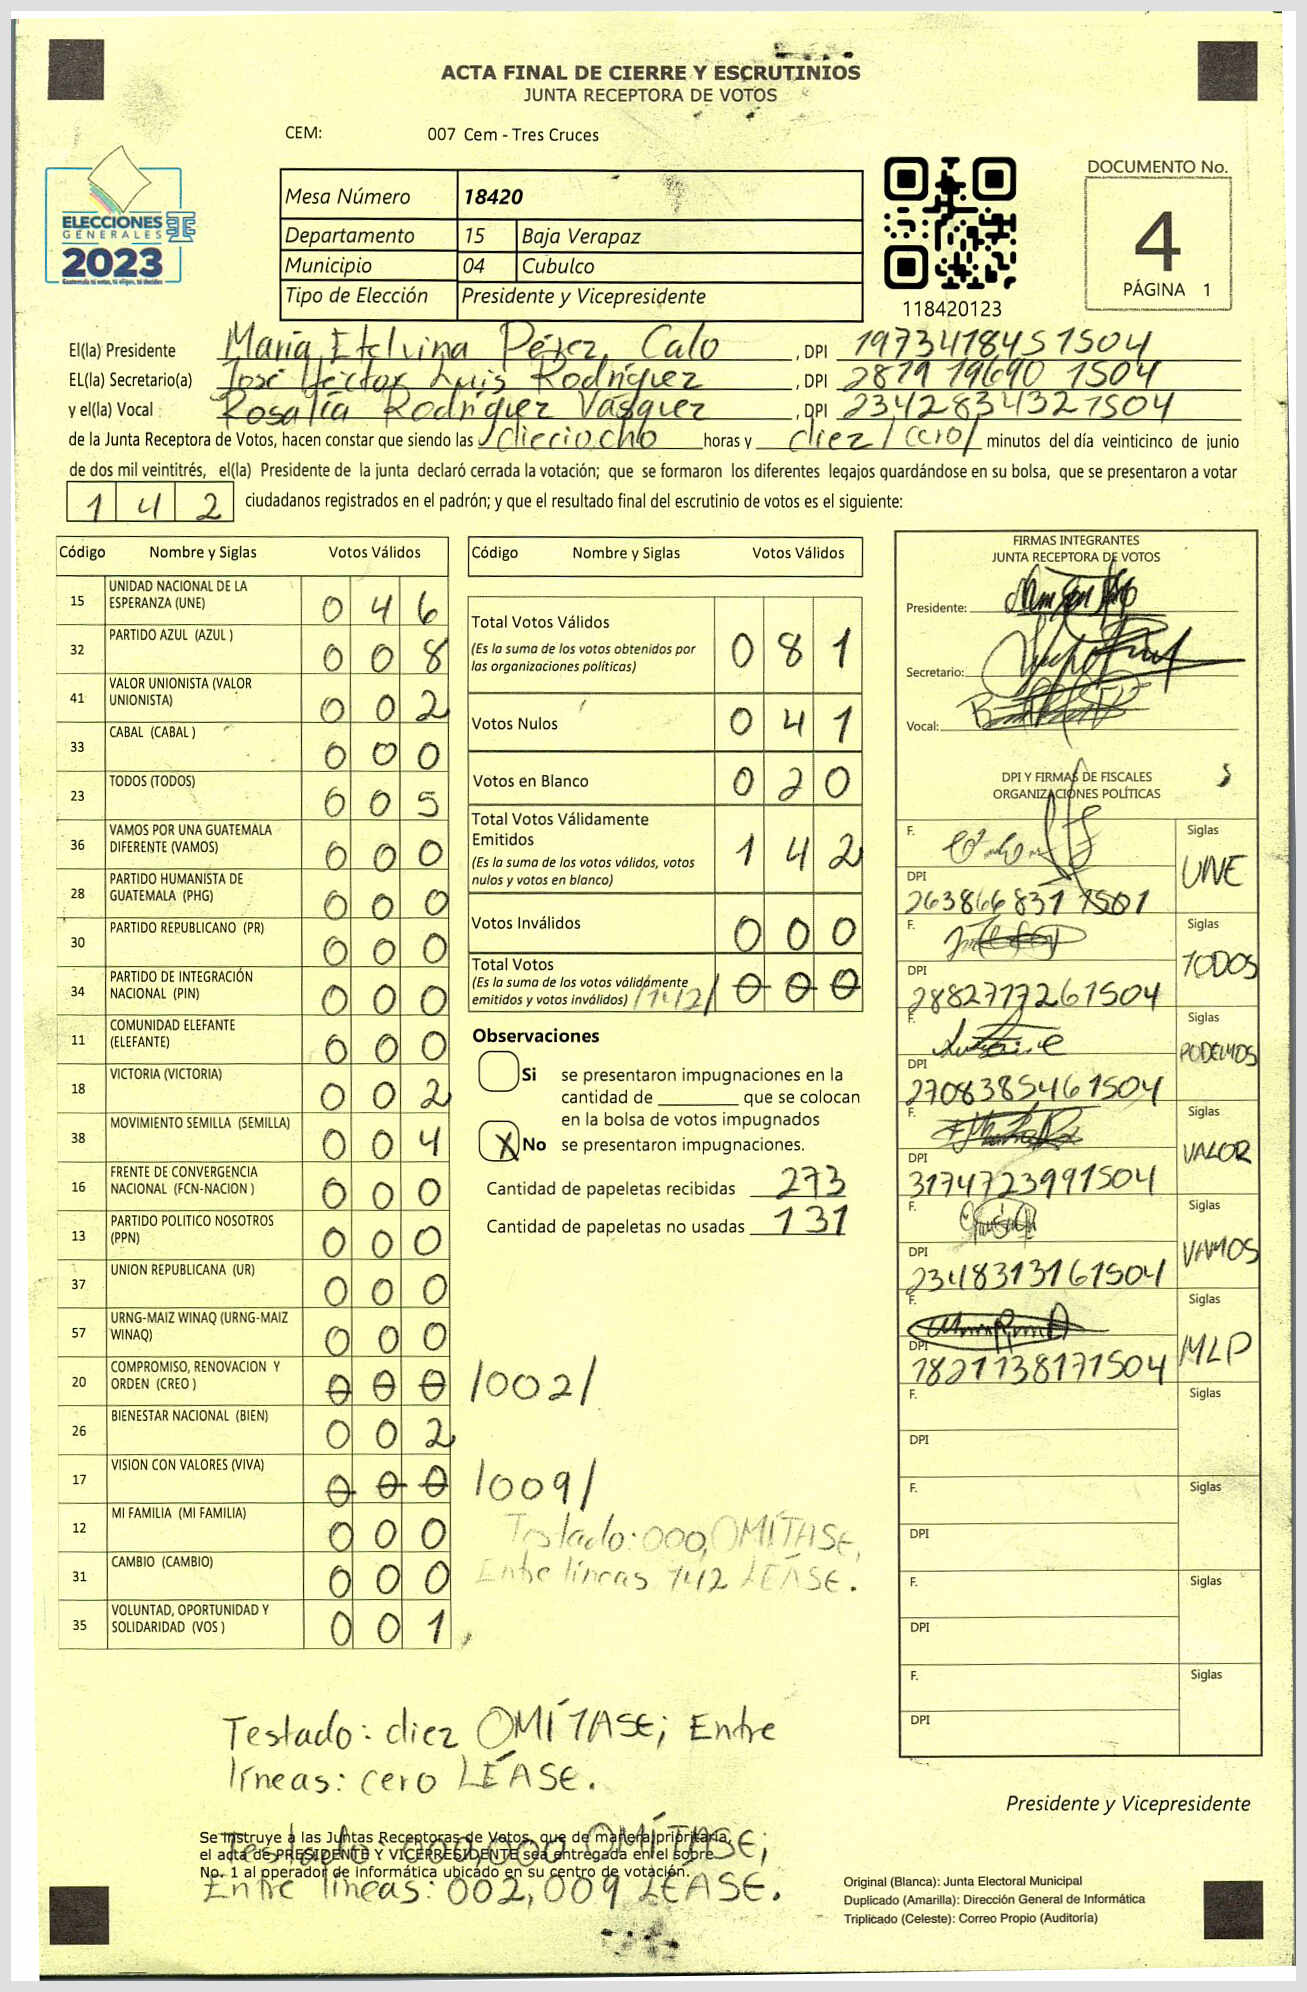 ACTA FINAL DE CIERRE Y ESCRUTINIOS
JUNTA RECEPTORA DE VOTOS
CEM: 007 Cem - Tres Cruces
ELECCIONES
GENERALES
2023
Guatemala tú votas, tú eliges, tú decides
Mesa Número 18420
Departamento 15 Baja Verapaz
Municipio 04 Cubulco
Tipo de Elección Presidente y Vicepresidente
118420123
DOCUMENTO No.
4
PÁGINA 1
El(la) Presidente María Etelvina Pérez Calo , DPI 1973418451504
EL(la) Secretario(a) José Héctor Luis Rodríguez , DPI 2819 19690 1504
y el(la) Vocal Rosalía Rodríguez Vásquez , DPI 2342834321504
de la Junta Receptora de Votos, hacen constar que siendo las dieciocho horas y diez /cero/ minutos del día veinticinco de junio
de dos mil veintitrés, el(la) Presidente de la junta declaró cerrada la votación; que se formaron los diferentes legajos guardándose en su bolsa, que se presentaron a votar
1 4 2 ciudadanos registrados en el padrón; y que el resultado final del escrutinio de votos es el siguiente:
Código Nombre y Siglas Votos Válidos
15 UNIDAD NACIONAL DE LA ESPERANZA (UNE) 0 4 6
32 PARTIDO AZUL (AZUL ) 0 0 8
41 VALOR UNIONISTA (VALOR UNIONISTA) 0 0 2
33 CABAL (CABAL ) 0 0 0
23 TODOS (TODOS) 0 0 5
36 VAMOS POR UNA GUATEMALA DIFERENTE (VAMOS) 0 0 0
28 PARTIDO HUMANISTA DE GUATEMALA (PHG) 0 0 0
30 PARTIDO REPUBLICANO (PR) 0 0 0
34 PARTIDO DE INTEGRACIÓN NACIONAL (PIN) 0 0 0
11 COMUNIDAD ELEFANTE (ELEFANTE) 0 0 0
18 VICTORIA (VICTORIA) 0 0 2
38 MOVIMIENTO SEMILLA (SEMILLA) 0 0 4
16 FRENTE DE CONVERGENCIA NACIONAL (FCN-NACION ) 0 0 0
13 PARTIDO POLITICO NOSOTROS (PPN) 0 0 0
37 UNION REPUBLICANA (UR) 0 0 0
57 URNG-MAIZ WINAQ (URNG-MAIZ WINAQ) 0 0 0
20 COMPROMISO, RENOVACION Y ORDEN (CREO ) 0 0 0 /002/
26 BIENESTAR NACIONAL (BIEN) 0 0 2
17 VISION CON VALORES (VIVA) 0 0 0 /009/
12 MI FAMILIA (MI FAMILIA) 0 0 0
31 CAMBIO (CAMBIO) 0 0 0
35 VOLUNTAD, OPORTUNIDAD Y SOLIDARIDAD (VOS ) 0 0 1
Código Nombre y Siglas Votos Válidos
Total Votos Válidos 0 8 1
(Es la suma de los votos obtenidos por
las organizaciones políticas)
Votos Nulos 0 4 1
Votos en Blanco 0 2 0
Total Votos Válidamente
Emitidos 1 4 2
(Es la suma de los votos válidos, votos
nulos y votos en blanco)
Votos Inválidos 0 0 0
Total Votos
(Es la suma de los votos válidamente
emitidos y votos inválidos) /142/ 0 0 0
Observaciones
Si se presentaron impugnaciones en la
cantidad de ________ que se colocan
en la bolsa de votos impugnados
X No se presentaron impugnaciones.
Cantidad de papeletas recibidas 273
Cantidad de papeletas no usadas 131
Testado: 000, OMÍTASE,
Entre líneas 142 LEÁSE.
FIRMAS INTEGRANTES
JUNTA RECEPTORA DE VOTOS
Presidente:
Secretario:
Vocal:
DPI Y FIRMAS DE FISCALES
ORGANIZACIONES POLÍTICAS
F. Siglas UNE
DPI 263866831 1501
F. Siglas TODOS
DPI 2882717261504
F. Siglas PODEMOS
DPI 2708385461504
F. Siglas VALOR
DPI 3174723991504
F. Siglas VAMOS
DPI 2348313161504
F. Siglas MLP
DPI 1821138171504
F. Siglas
DPI
F. Siglas
DPI
F. Siglas
DPI
F. Siglas
DPI
Testado: diez OMÍTASE; Entre
líneas: cero LÉASE.
Presidente y Vicepresidente
Se instruye a las Juntas Receptoras de Votos, que de manera prioritaria,
el acta de PRESIDENTE Y VICEPRESIDENTE sea entregada en el sobre
No. 1 al operador de informática ubicado en su centro de votación.
Testado: 000,000 OMÍTASE;
Entre líneas: 002,009 LÉASE.
Original (Blanca): Junta Electoral Municipal
Duplicado (Amarilla): Dirección General de Informática
Triplicado (Celeste): Correo Propio (Auditoría)